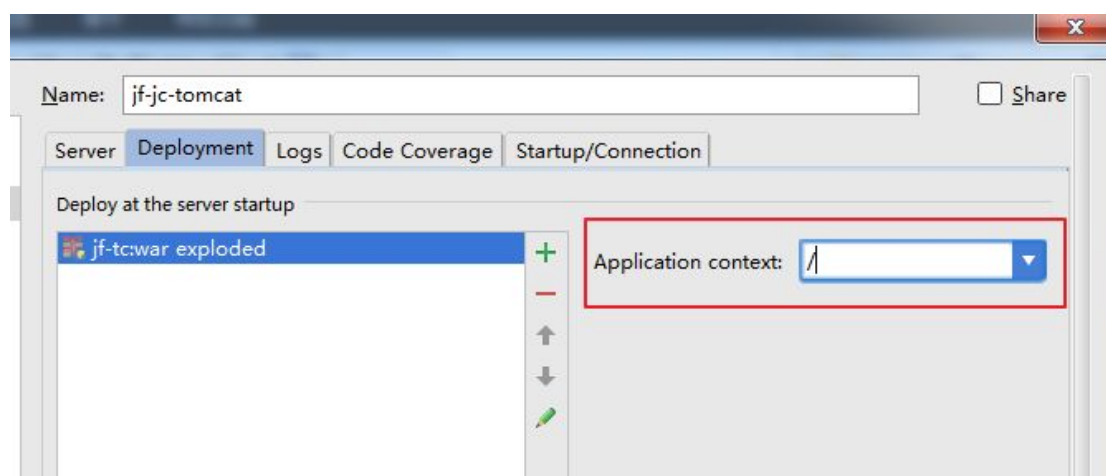 Name: jf-jc-tomcat Share
Server Deployment Logs Code Coverage Startup/Connection
Deploy at the server startup
jf-tc:war exploded
Application context: /